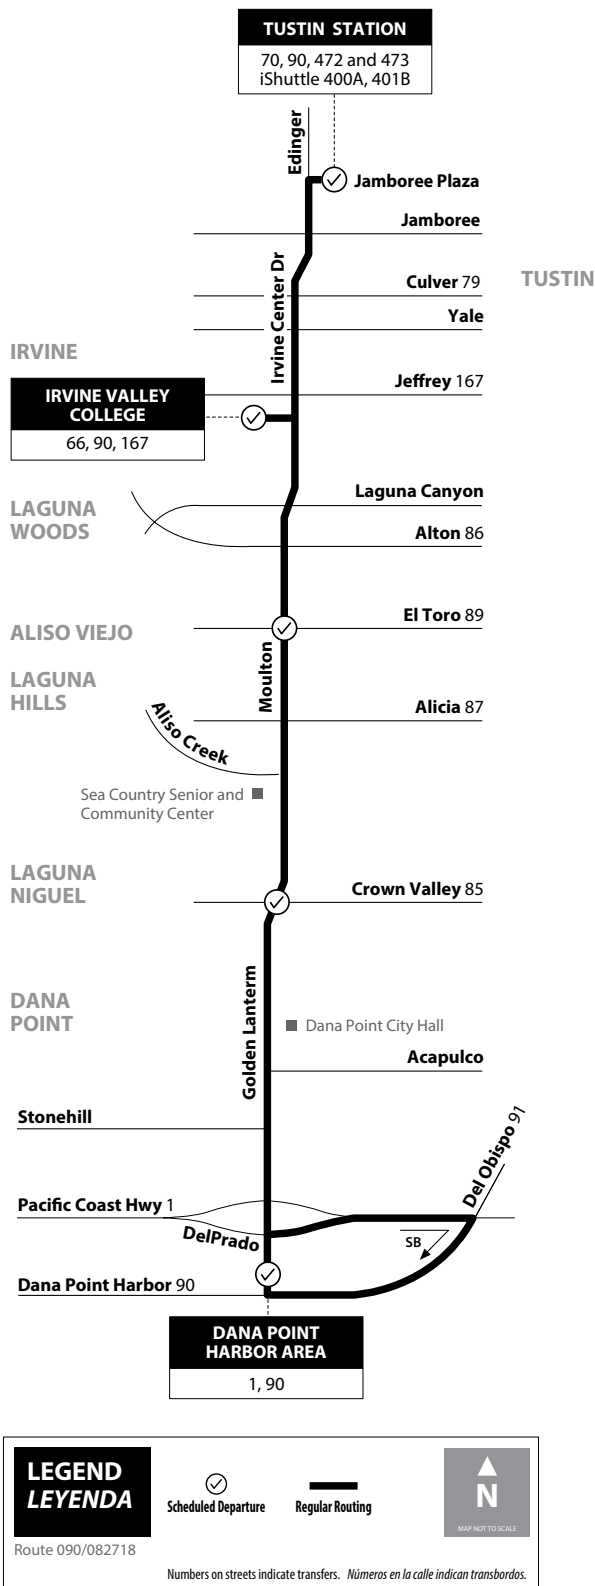 TUSTIN STATION
70, 90, 472 and 473
iShuttle 400A, 401B
Edinger
Jamboree Plaza
Jamboree
Irvine Center Dr
Culver 79
TUSTIN
Yale
IRVINE
Jeffrey 167
IRVINE VALLEY
COLLEGE
66, 90, 167
Laguna Canyon
LAGUNA
WOODS
Alton 86
El Toro 89
ALISO VIEJO
Moulton
LAGUNA
HILLS
Alicia 87
Aliso Creek
Sea Country Senior and
Community Center
LAGUNA
NIGUEL
Crown Valley 85
Golden Lanterm
DANA
POINT
Dana Point City Hall
Acapulco
Stonehill
Del Obispo 91
Pacific Coast Hwy 1
DelPrado
SB
Dana Point Harbor 90
DANA POINT
HARBOR AREA
1, 90
LEGEND
LEYENDA
Scheduled Departure
Regular Routing
N
MAP NOT TO SCALE
Route 090/082718
Numbers on streets indicate transfers. Números en la calle indican transbordos.